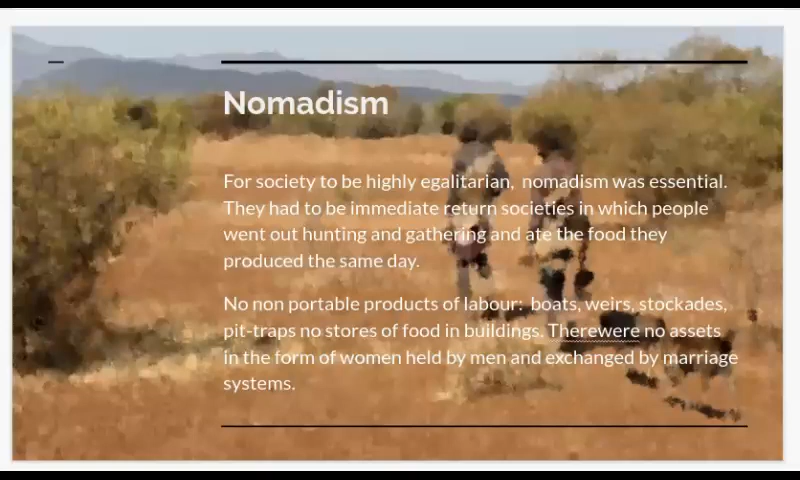 Nomadism
For society to be highly egalitarian,  nomadism was essential.
They had to be immediate return societies in which people
went out hunting and gathering and ate the food they
produced the same day.
No non portable products of labour:  boats, weirs, stockades,
pit-traps no stores of food in buildings. Therewere no assets
in the form of women held by men and exchanged by marriage
systems.